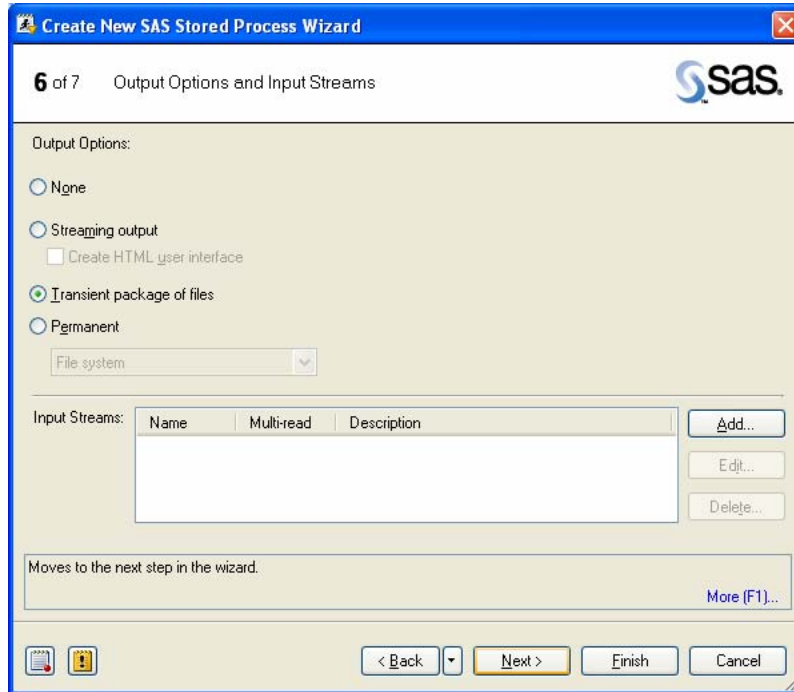 Create New SAS Stored Process Wizard
6 of 7 Output Options and Input Streams
sas.
Output Options:
None
Streaming output
Create HTML user interface
Transient package of files
Permanent
File system
Input Streams:
Name Multi-read Description
Add...
Edit...
Delete...
Moves to the next step in the wizard.
More (F1)...
< Back Next > Finish Cancel